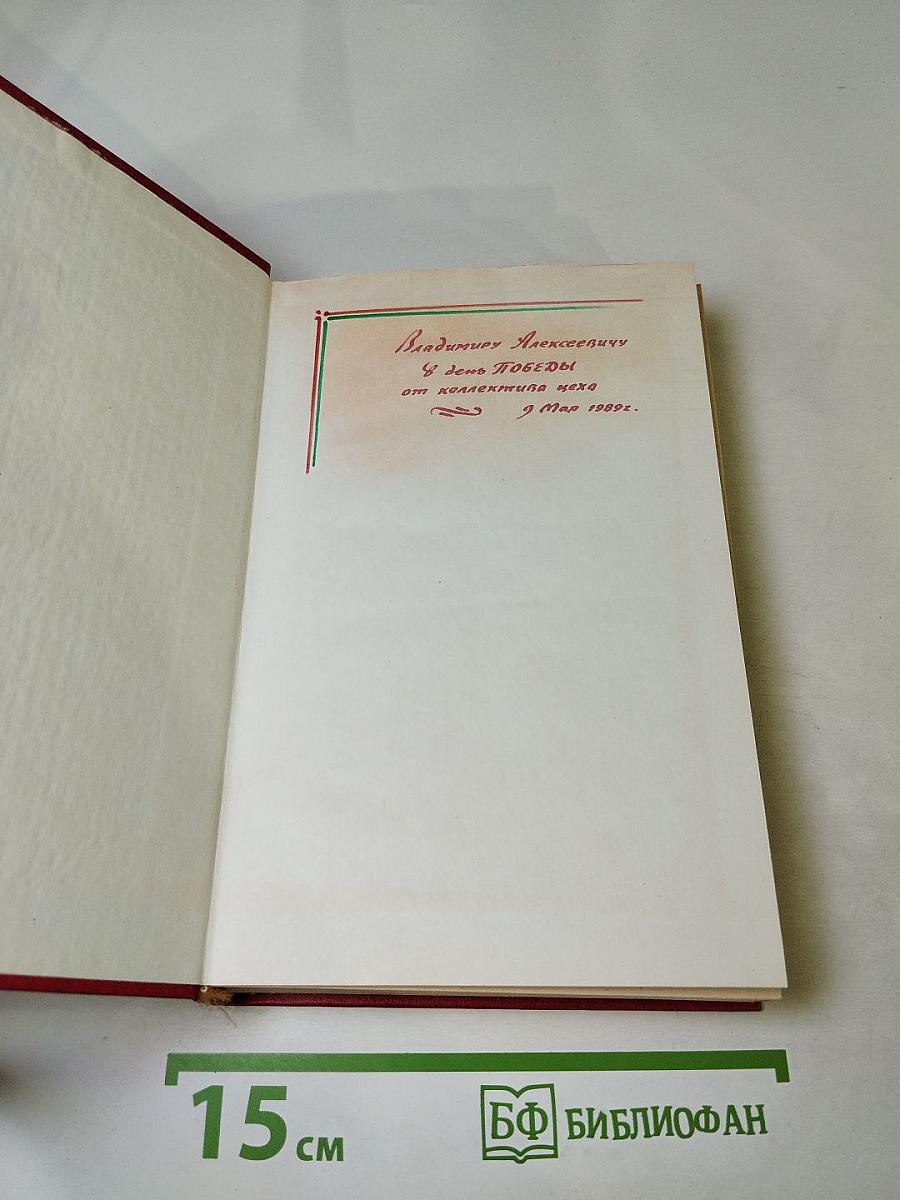 Владимиру Алексеевичу
в день ПОБЕДЫ
от коллектива цеха
9 Мая 1989г.
15 см
БФ БИБЛИОФАН